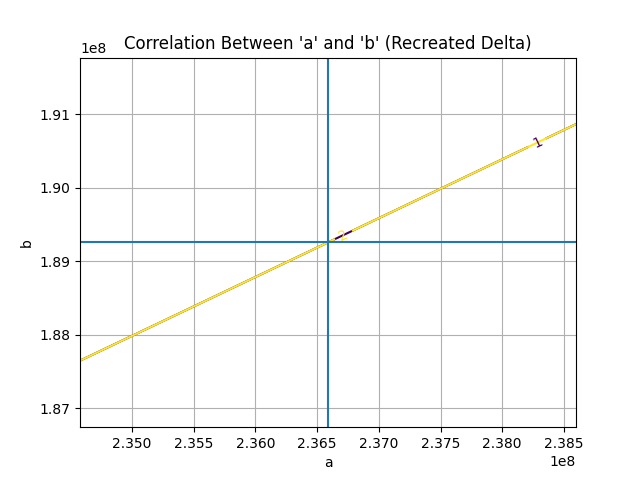 Correlation Between 'a' and 'b' (Recreated Delta)
1e8
1.91
1.90
1.89
1.88
1.87
b
1
2.350
2.355
2.360
2.365
2.370
2.375
2.380
2.385
a
1e8